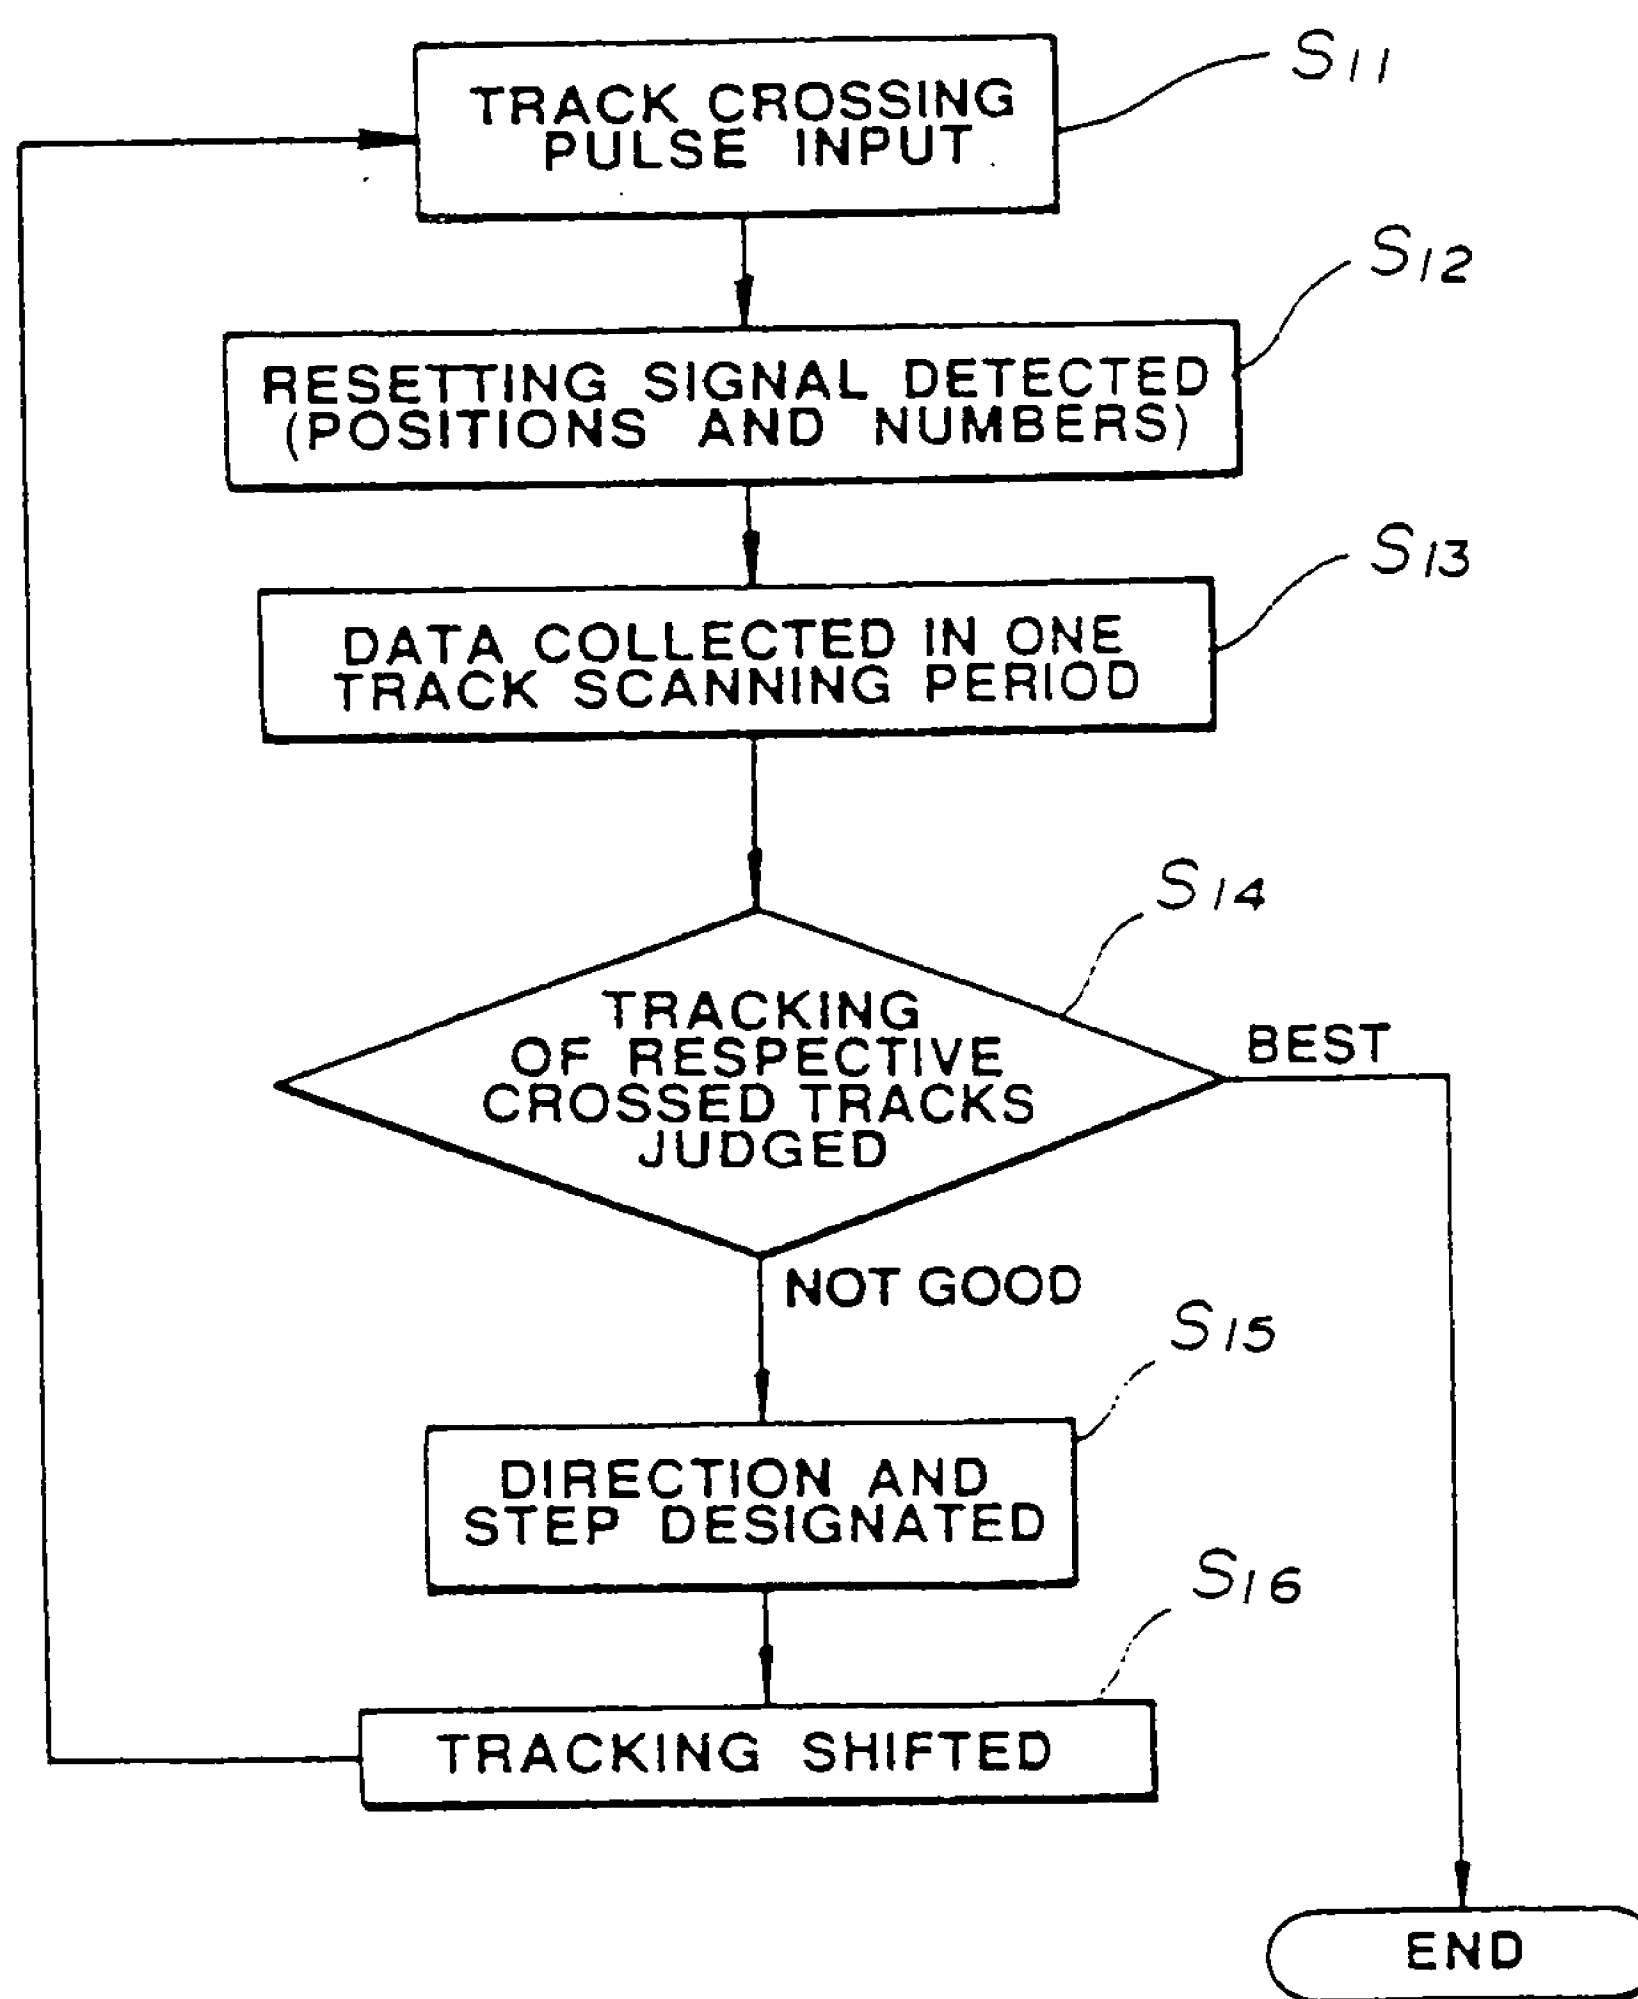 TRACK CROSSING
PULSE INPUT
S11
RESETTING SIGNAL DETECTED
(POSITIONS AND NUMBERS)
S12
DATA COLLECTED IN ONE
TRACK SCANNING PERIOD
S13
TRACKING
OF RESPECTIVE
CROSSED TRACKS
JUDGED
S14
BEST
NOT GOOD
DIRECTION AND
STEP DESIGNATED
S15
TRACKING SHIFTED
S16
END